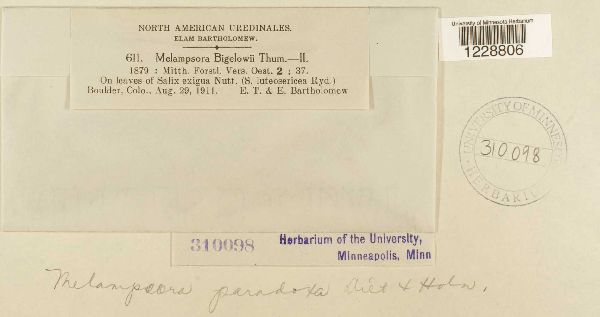 NORTH AMERICAN UREDINALES.
ELAM BARTHOLOMEW.
611. Melampsora Bigelowii Thum.—II.
1879 : Mitth. Forstl. Vers. Oest. 2 ; 37.
On leaves of Salix exigua Nutt. (S. luteosericea Ryd.)
Boulder, Colo., Aug. 29, 1911. E. T. & E. Bartholomew
University of Minnesota Herbarium
1228806
UNIVERSITY OF MINNESOTA
310098
HERBARIUM
310098 Herbarium of the University,
Minneapolis, Minn
Melampsora paradoxa Diet & Holw.